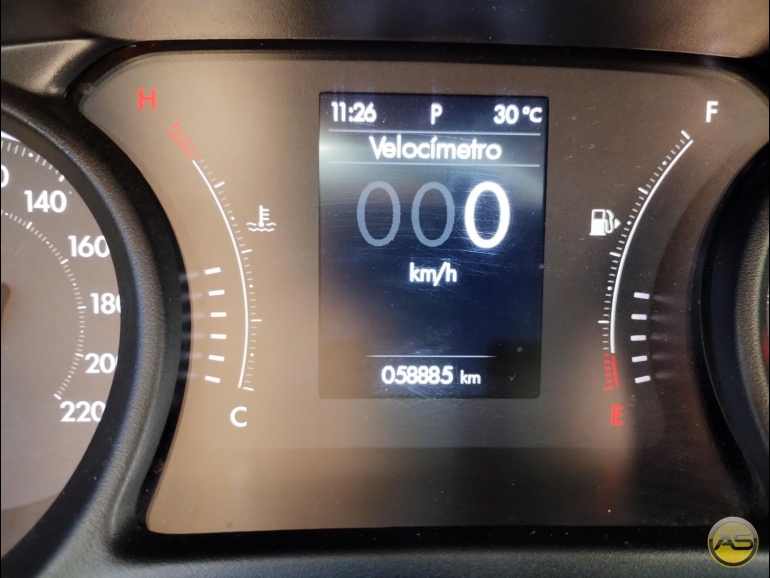 H
11:26 P 30 °C
F
Velocímetro
000
km/h
140
160
180
200
220
058885 km
C
E
AS